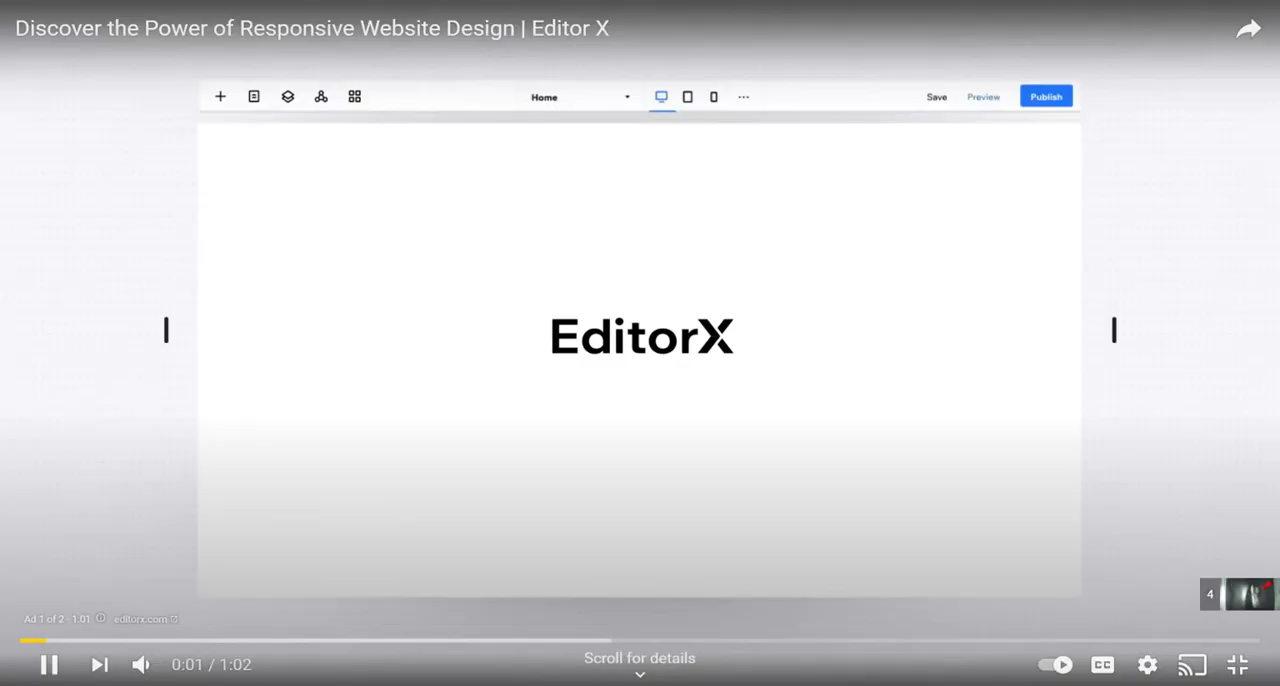 Discover the Power of Responsive Website Design | Editor X
Home
Save
Preview
Publish
EditorX
4
Ad 1 of 2 · 1:01
editorx.com
0:01 / 1:02
Scroll for details
CC